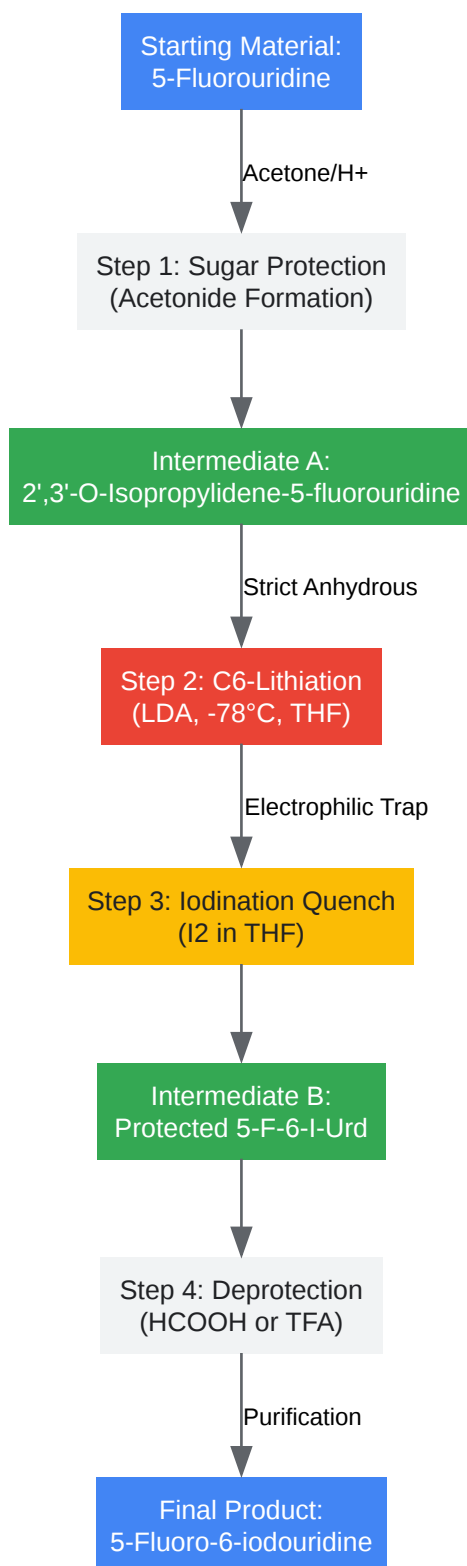 Starting Material:
5-Fluorouridine
Acetone/H+
Step 1: Sugar Protection
(Acetonide Formation)
Intermediate A:
2',3'-O-Isopropylidene-5-fluorouridine
Strict Anhydrous
Step 2: C6-Lithiation
(LDA, -78°C, THF)
Electrophilic Trap
Step 3: Iodination Quench
(I2 in THF)
Intermediate B:
Protected 5-F-6-I-Urd
Step 4: Deprotection
(HCOOH or TFA)
Purification
Final Product:
5-Fluoro-6-iodouridine